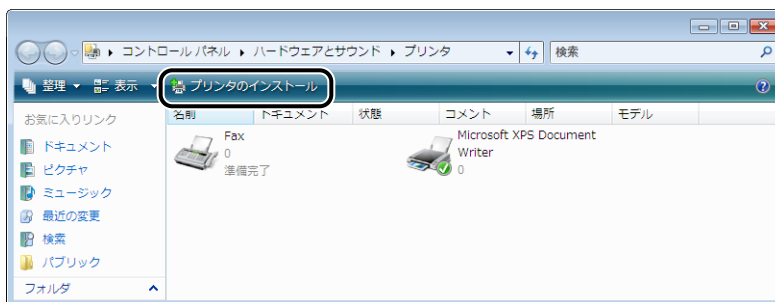 コントロール パネル ハードウェアとサウンド プリンタ 検索
整理 表示 プリンタのインストール
お気に入りリンク
ドキュメント
ピクチャ
ミュージック
最近の変更
検索
パブリック
フォルダ
名前 ドキュメント 状態 コメント 場所 モデル
Fax
0
準備完了
Microsoft XPS Document
Writer
0